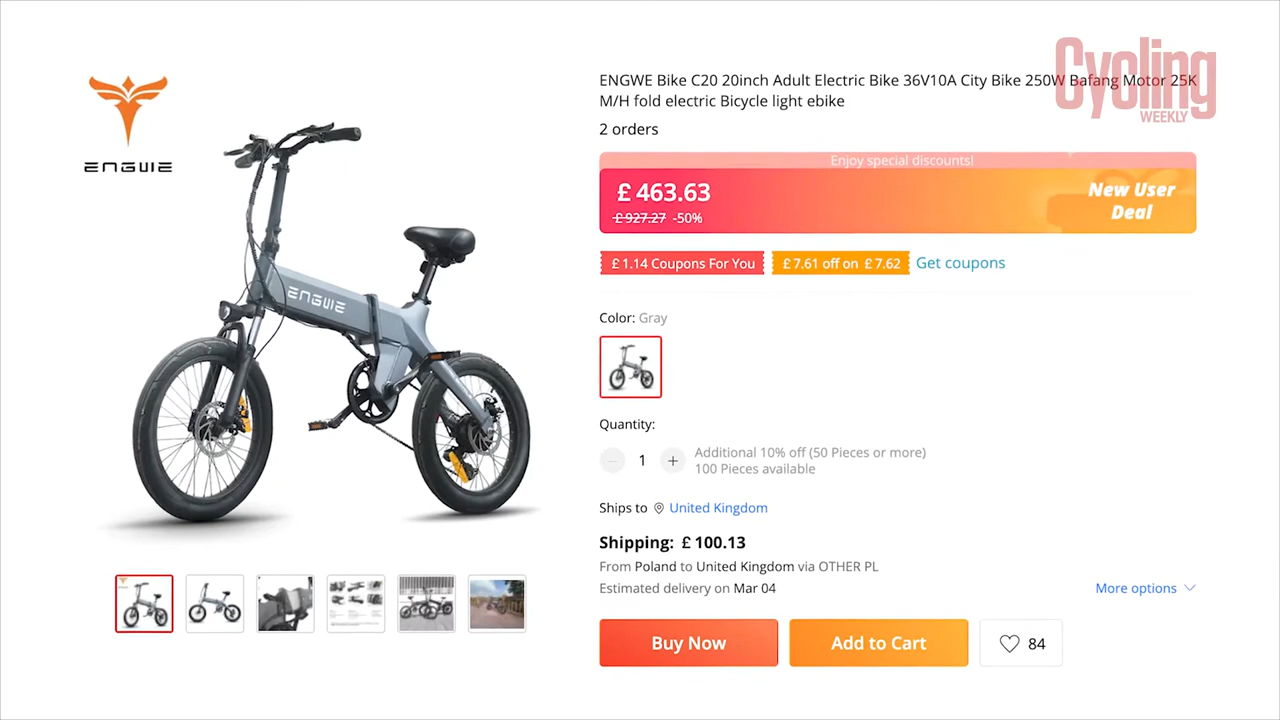 Cycling
WEEKLY
ENGWE
ENGWE
ENGWE Bike C20 20inch Adult Electric Bike 36V10A City Bike 250W Bafang Motor 25K
M/H fold electric Bicycle light ebike
2 orders
Enjoy special discounts!
£ 463.63
£ 927.27 -50%
New User
Deal
£ 1.14 Coupons For You
£ 7.61 off on £ 7.62
Get coupons
Color: Gray
Quantity:
1
Additional 10% off (50 Pieces or more)
100 Pieces available
Ships to United Kingdom
Shipping: £ 100.13
From Poland to United Kingdom via OTHER PL
Estimated delivery on Mar 04
More options
Buy Now
Add to Cart
84